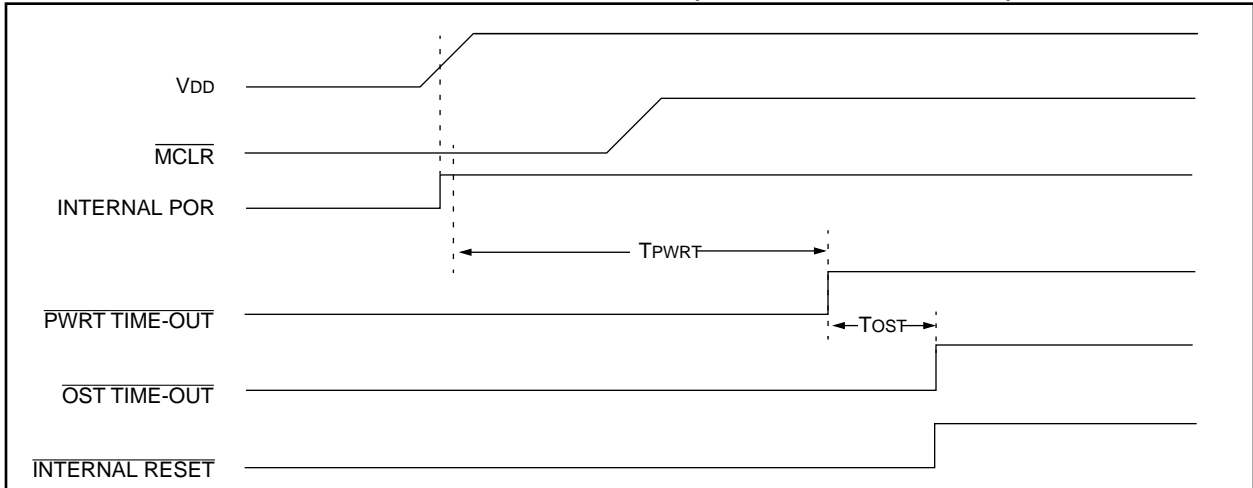 VDD
MCLR
INTERNAL POR
TPWRT
PWRT TIME-OUT
TOST
OST TIME-OUT
INTERNAL RESET